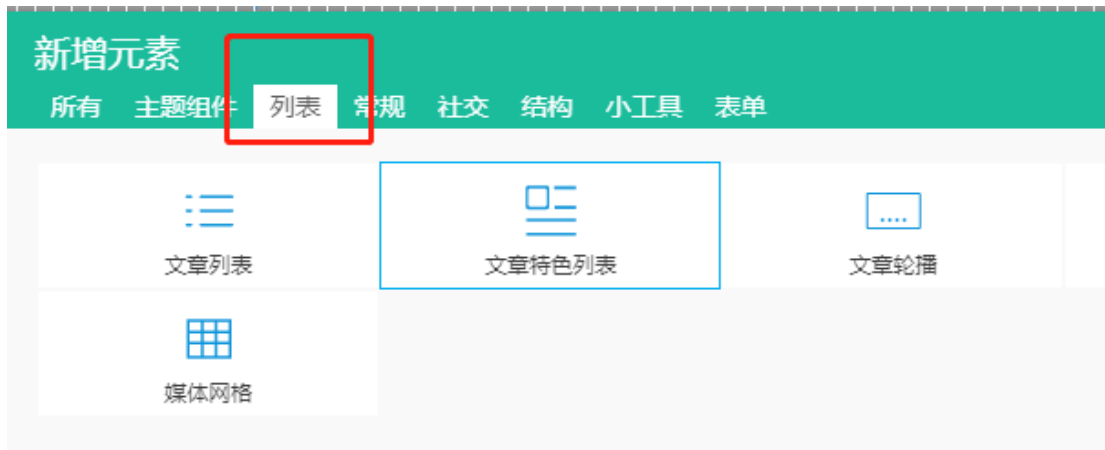 新增元素
所有 主题组件 列表 常规 社交 结构 小工具 表单
文章列表 文章特色列表 文章轮播
媒体网格